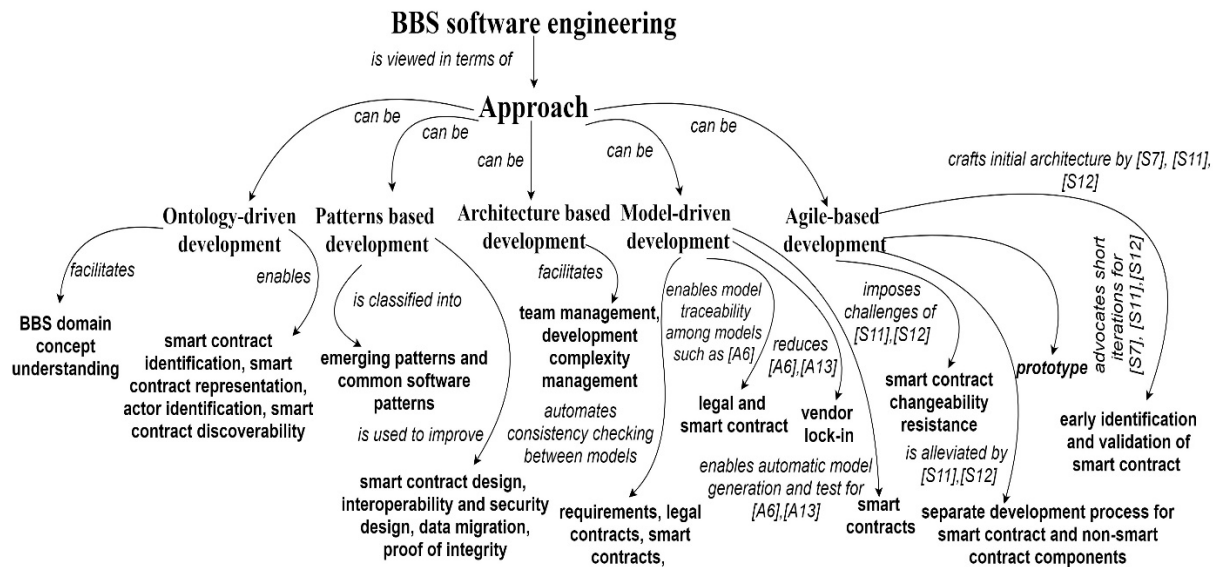 BBS software engineering
is viewed in terms of
Approach
can be
can be
can be
can be
can be
crafts initial architecture by [S7], [S11],
[S12]
Ontology-driven
development
Patterns based
development
Architecture based
development
Model-driven
development
Agile-based
development
facilitates
enables
is classified into
facilitates
enables model
traceability
among models
such as [A6]
reduces
[A6],[A13]
imposes
challenges of
[S11],[S12]
advocates short
iterations for
[S7], [S11],[S12]
BBS domain
concept
understanding
smart contract
identification, smart
contract representation,
actor identification, smart
contract discoverability
emerging patterns and
common software
patterns
team management,
development
complexity
management
legal and
smart contract
vendor
lock-in
smart contract
changeability
resistance
prototype
early identification
and validation of
smart contract
is used to improve
automates
consistency checking
between models
enables automatic model
generation and test for
[A6],[A13]
is alleviated by
[S11],[S12]
smart contract design,
interoperability and security
design, data migration,
proof of integrity
requirements, legal
contracts, smart
contracts,
smart
contracts
separate development process for
smart contract and non-smart
contract components